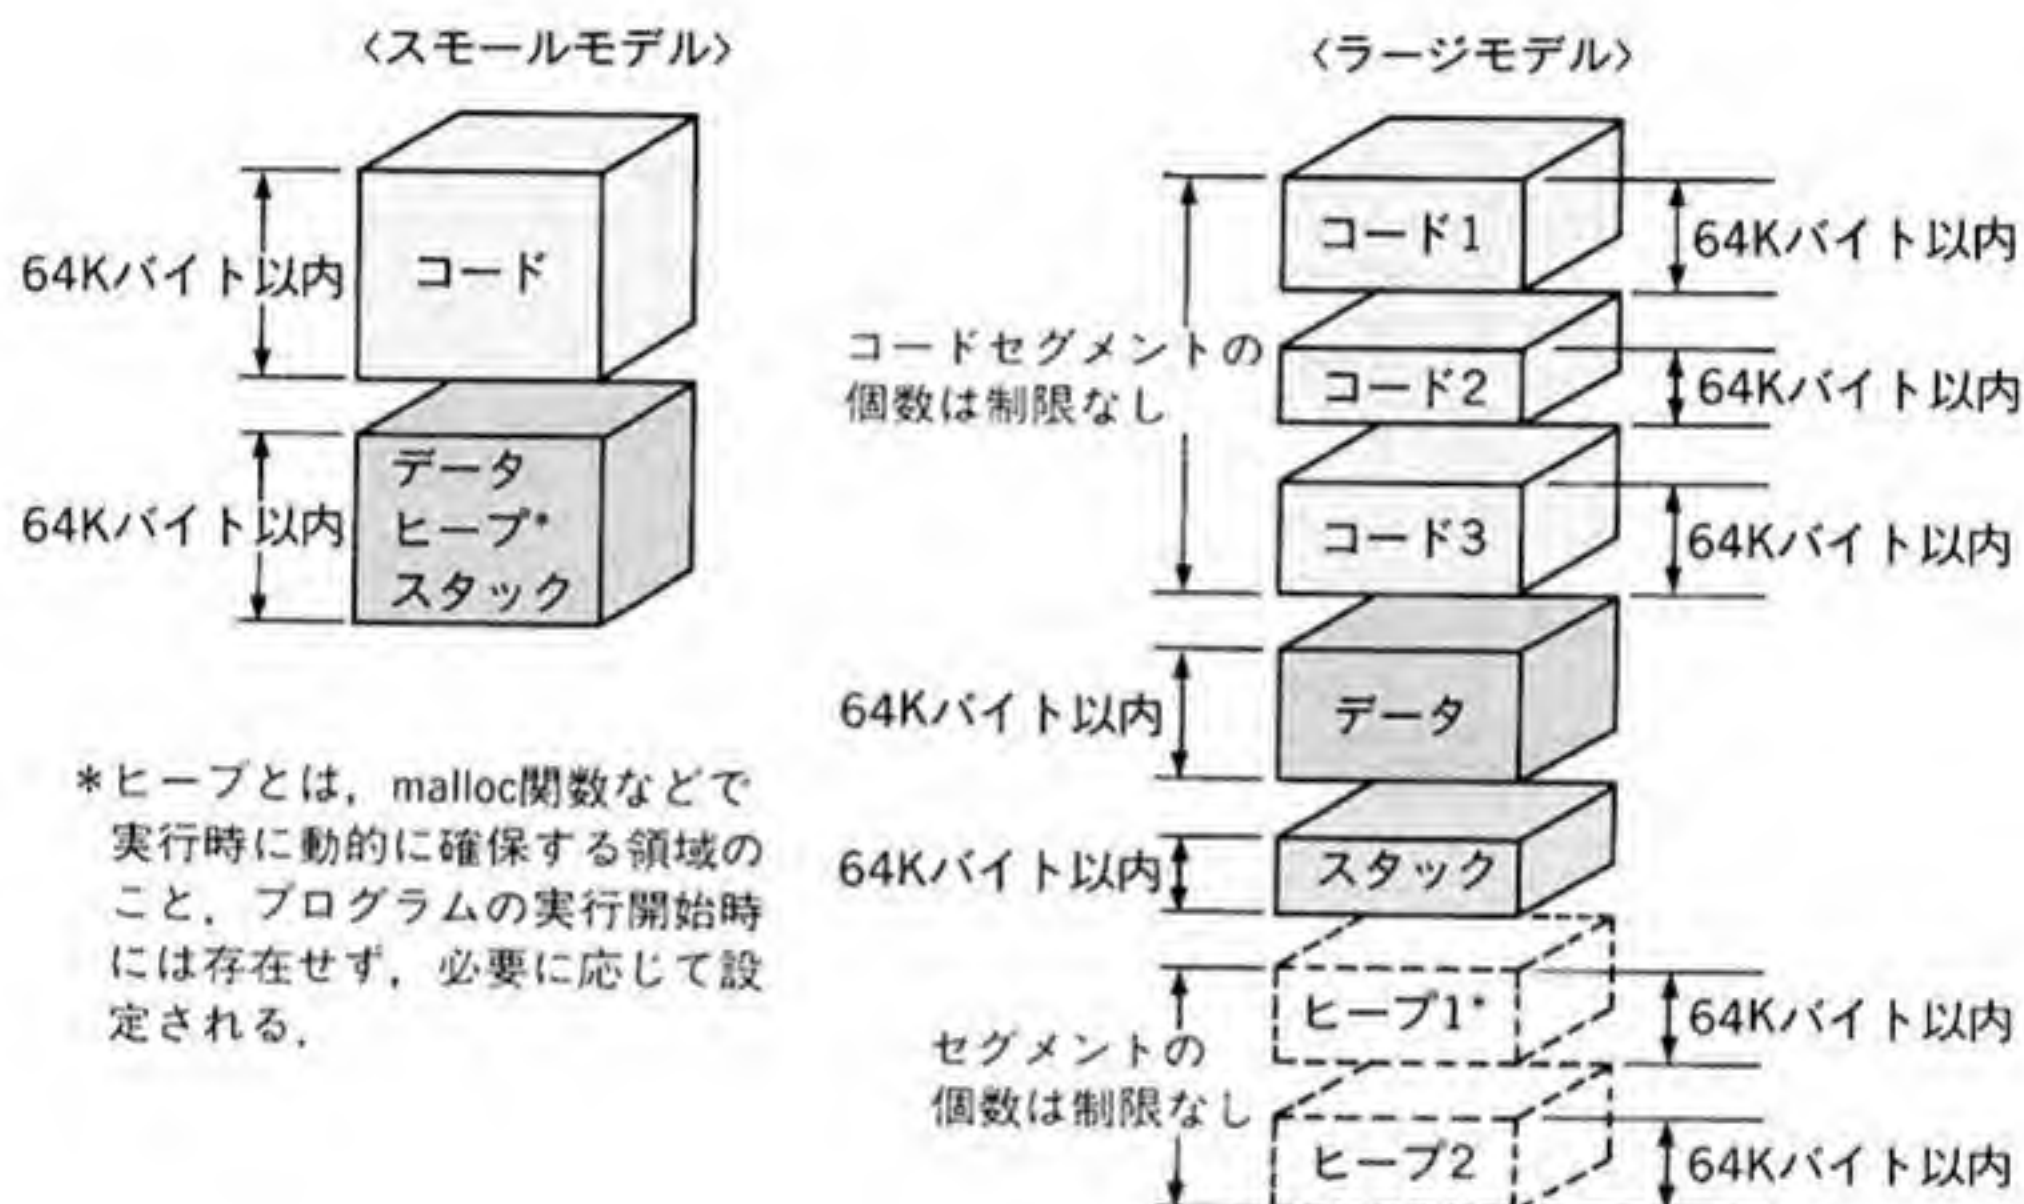 〈スモールモデル〉
64Kバイト以内
コード
64Kバイト以内
データ
ヒープ*
スタック
*ヒープとは，malloc関数などで
実行時に動的に確保する領域の
こと．プログラムの実行開始時
には存在せず，必要に応じて設
定される．
〈ラージモデル〉
コード1
64Kバイト以内
コードセグメントの
個数は制限なし
コード2
64Kバイト以内
コード3
64Kバイト以内
64Kバイト以内
データ
64Kバイト以内
スタック
ヒープ1*
64Kバイト以内
セグメントの
個数は制限なし
ヒープ2
64Kバイト以内